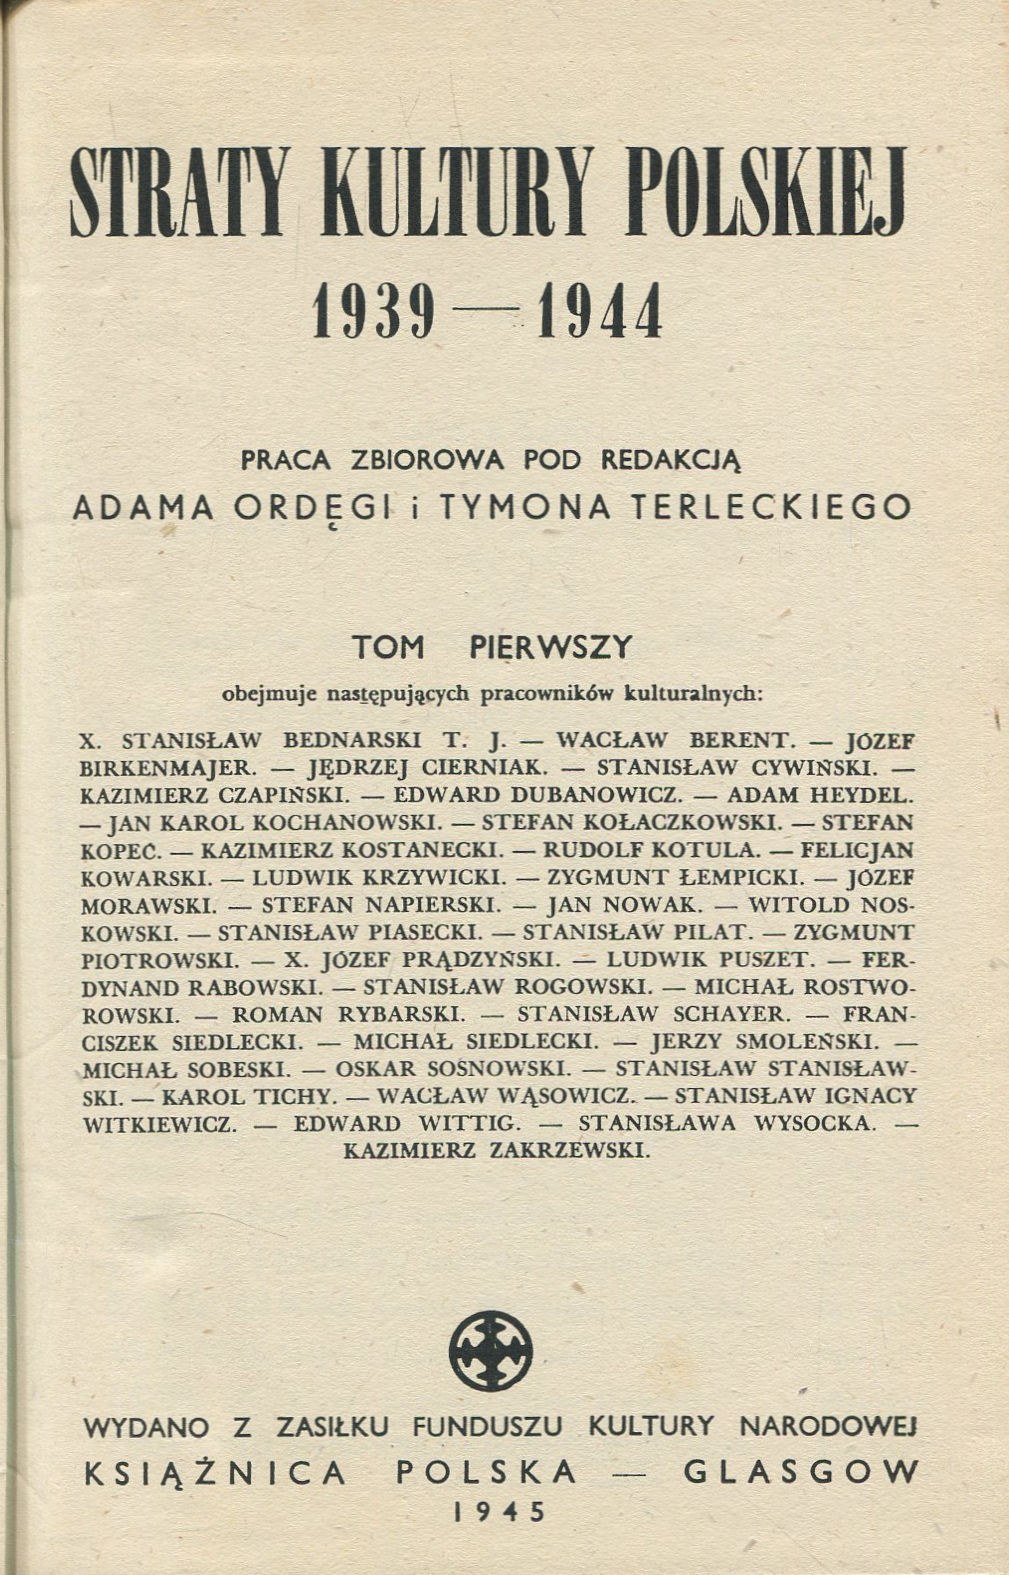 STRATY KULTURY POLSKIEJ
1939 — 1944
PRACA ZBIOROWA POD REDAKCJĄ
ADAMA ORDĘGI i TYMONA TERLECKIEGO
TOM PIERWSZY
obejmuje następujących pracowników kulturalnych:
X. STANISŁAW BEDNARSKI T. J. — WACŁAW BERENT. — JÓZEF
BIRKENMAJER. — JĘDRZEJ CIERNIAK. — STANISŁAW CYWIŃSKI. —
KAZIMIERZ CZAPIŃSKI. — EDWARD DUBANOWICZ. — ADAM HEYDEL.
— JAN KAROL KOCHANOWSKI. — STEFAN KOŁACZKOWSKI. — STEFAN
KOPEĆ. — KAZIMIERZ KOSTANECKI. — RUDOLF KOTULA. — FELICJAN
KOWARSKI. — LUDWIK KRZYWICKI. — ZYGMUNT ŁEMPICKI. — JÓZEF
MORAWSKI. — STEFAN NAPIERSKI. — JAN NOWAK. — WITOLD NOS-
KOWSKI. — STANISŁAW PIASECKI. — STANISŁAW PILAT. — ZYGMUNT
PIOTROWSKI. — X. JÓZEF PRĄDZYŃSKI. — LUDWIK PUSZET. — FER-
DYNAND RABOWSKI. — STANISŁAW ROGOWSKI. — MICHAŁ ROSTWO-
ROWSKI. — ROMAN RYBARSKI. — STANISŁAW SCHAYER. — FRAN-
CISZEK SIEDLECKI. — MICHAŁ SIEDLECKI. — JERZY SMOLEŃSKI. —
MICHAŁ SOBESKI. — OSKAR SOSNOWSKI. — STANISŁAW STANISŁAW-
SKI. — KAROL TICHY. — WACŁAW WĄSOWICZ. — STANISŁAW IGNACY
WITKIEWICZ. — EDWARD WITTIG. — STANISŁAWA WYSOCKA. —
KAZIMIERZ ZAKRZEWSKI.
WYDANO Z ZASIŁKU FUNDUSZU KULTURY NARODOWEJ
KSIĄŻNICA POLSKA — GLASGOW
1945